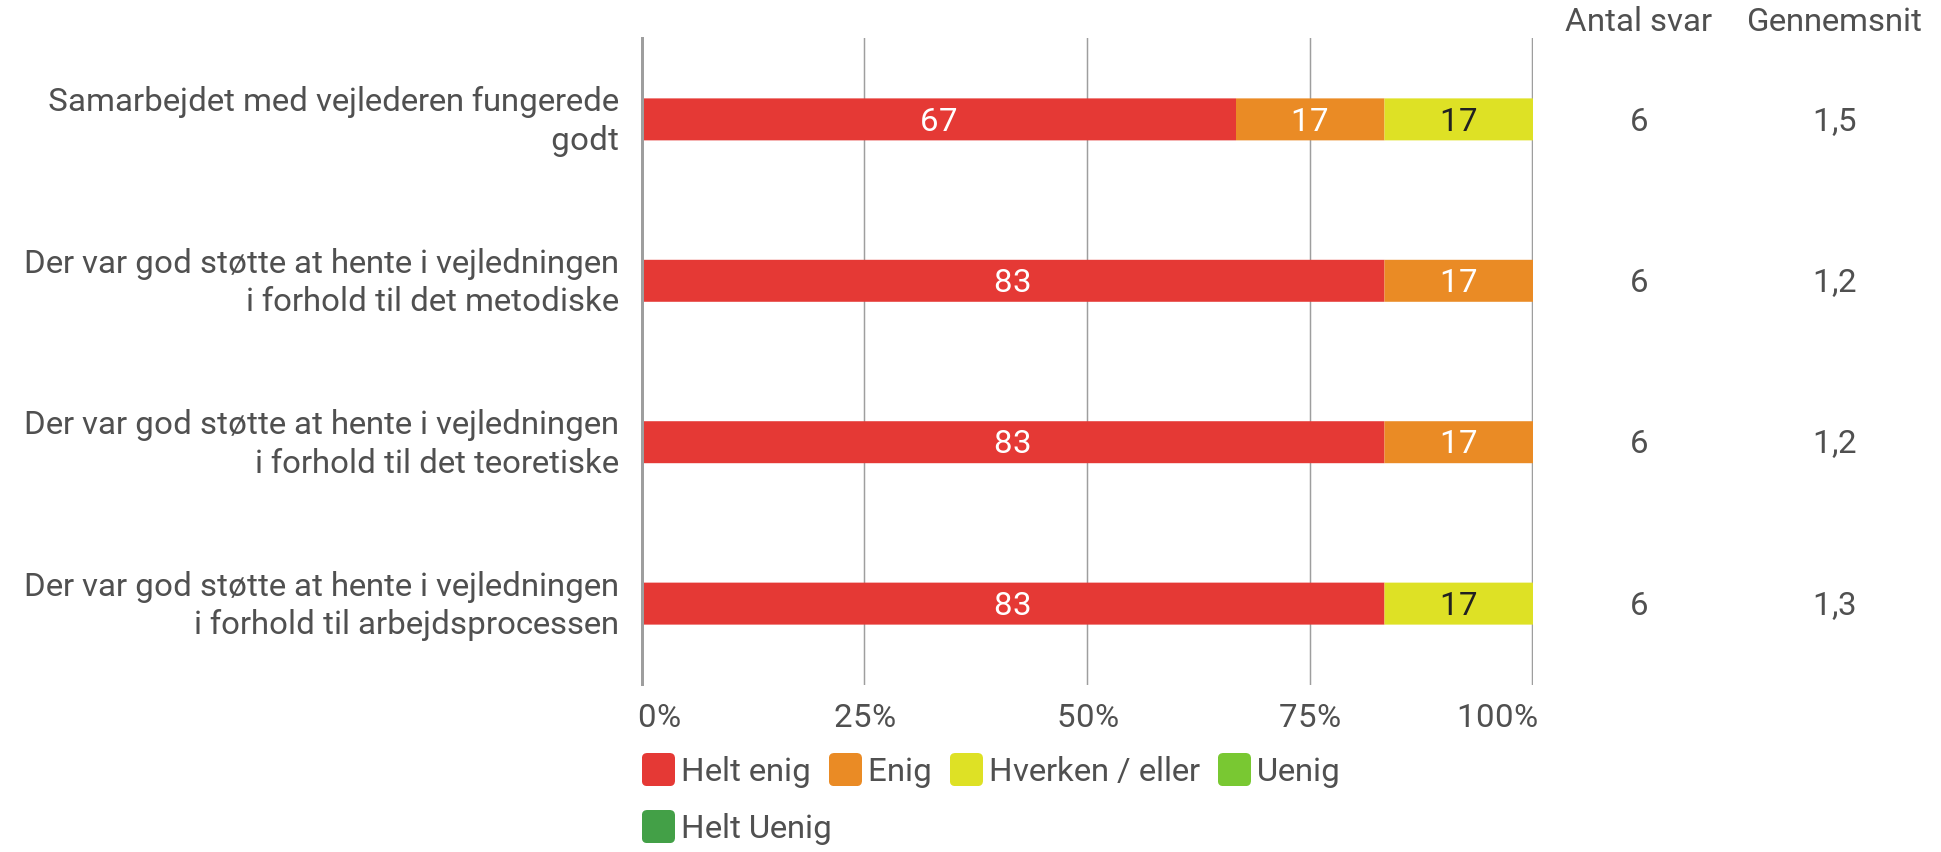 Antal svar Gennemsnit
Samarbejdet med vejlederen fungerede
godt
67 17 17 6 1,5
Der var god støtte at hente i vejledningen
i forhold til det metodiske
83 17 6 1,2
Der var god støtte at hente i vejledningen
i forhold til det teoretiske
83 17 6 1,2
Der var god støtte at hente i vejledningen
i forhold til arbejdsprocessen
83 17 6 1,3
0% 25% 50% 75% 100%
Helt enig Enig Hverken / eller Uenig
Helt Uenig